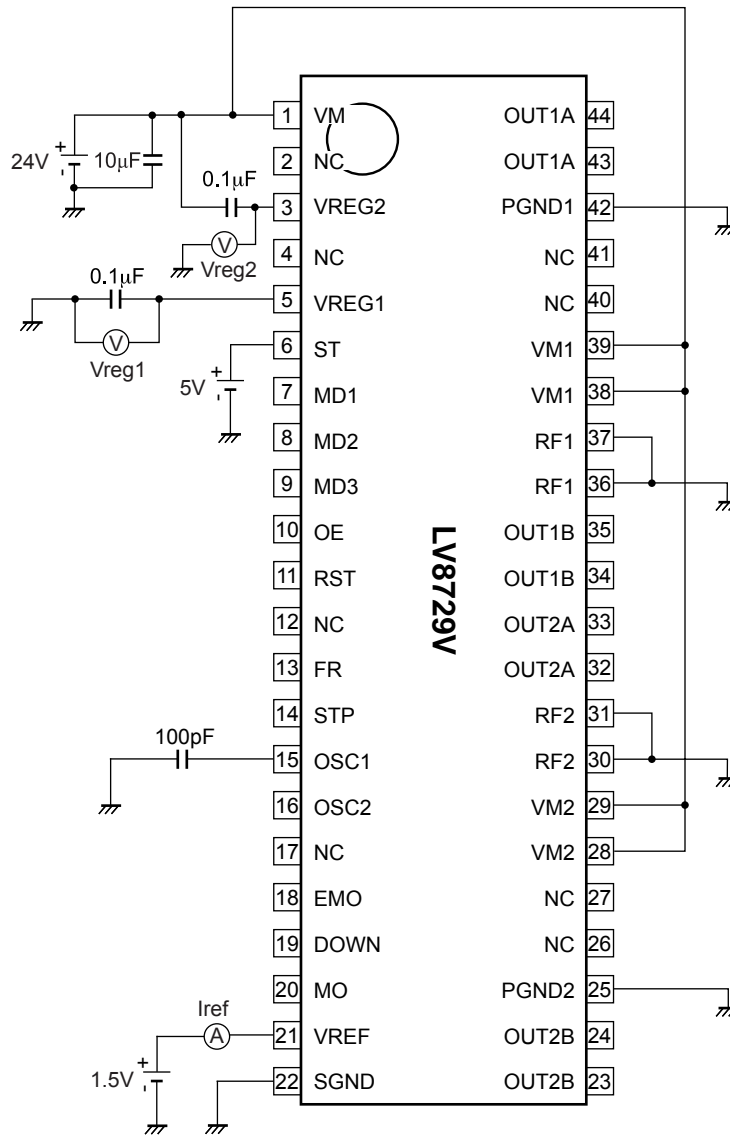 24V
+
-
10μF
0.1μF
V
Vreg2
0.1μF
V
Vreg1
5V
+
-
100pF
Iref
A
1.5V
+
-
LV8729V
1 VM OUT1A 44
2 NC OUT1A 43
3 VREG2 PGND1 42
4 NC NC 41
5 VREG1 NC 40
6 ST VM1 39
7 MD1 VM1 38
8 MD2 RF1 37
9 MD3 RF1 36
10 OE OUT1B 35
11 RST OUT1B 34
12 NC OUT2A 33
13 FR OUT2A 32
14 STP RF2 31
15 OSC1 RF2 30
16 OSC2 VM2 29
17 NC VM2 28
18 EMO NC 27
19 DOWN NC 26
20 MO PGND2 25
21 VREF OUT2B 24
22 SGND OUT2B 23